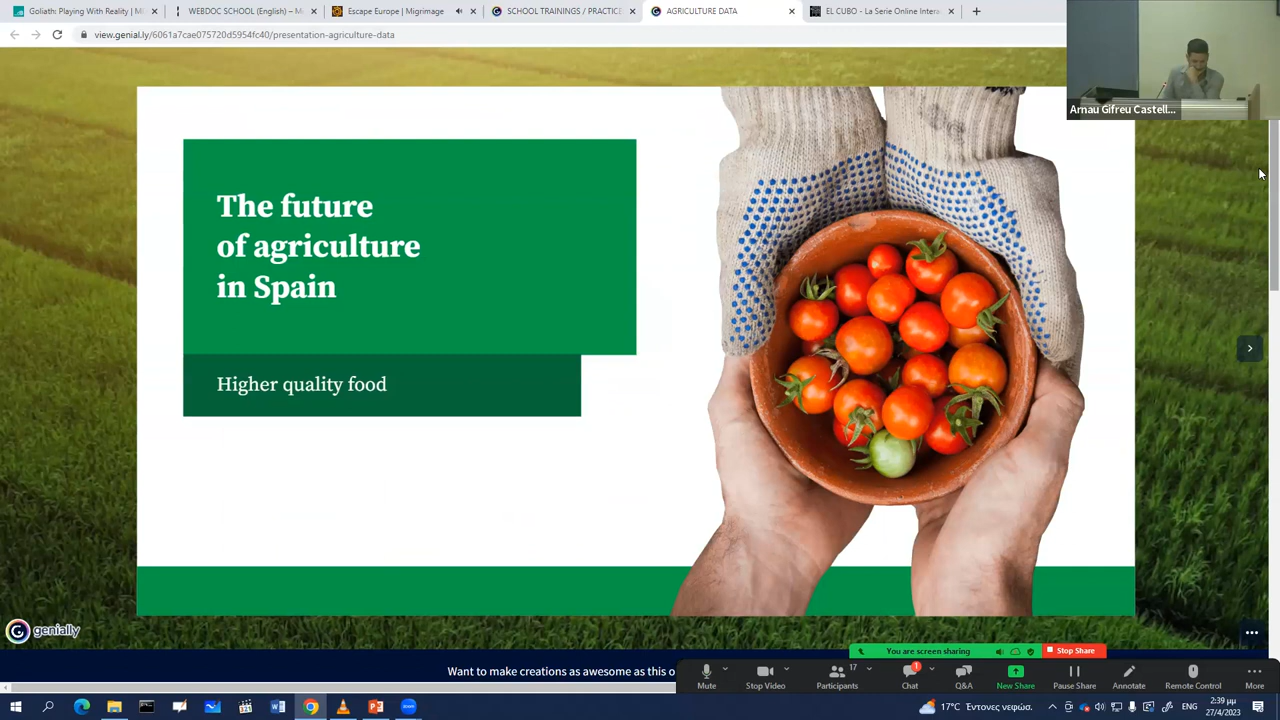 Goliath: Playing With Reality | M
WEBDOC SCHOOL (English) – Mo
Escape Europe | Migrimage
SCHOOL TRAININGS / PRACTICE
AGRICULTURE DATA
EL CUBO - La Serie Online Intera
view.genial.ly/6061a7cae075720d5954fc40/presentation-agriculture-data
Arnau Gifreu Castell...
The future
of agriculture
in Spain
Higher quality food
genially
Want to make creations as awesome as this o
You are screen sharing
Stop Share
Mute
Stop Video
17
Participants
1
Chat
Q&A
New Share
Pause Share
Annotate
Remote Control
More
17°C Έντονες νεφώσ.
ENG
2:39 μμ
27/4/2023